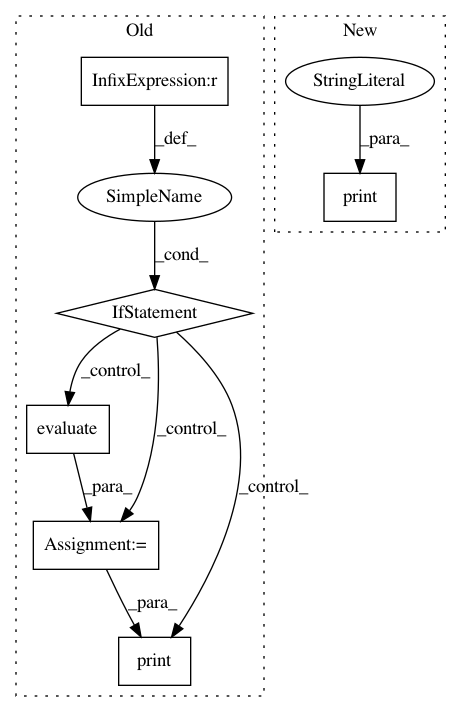 Old
New
InfixExpression:r
StringLiteral
_def_
_para_
SimpleName
print
_cond_
IfStatement
_control_
_control_
_control_
evaluate
_para_
Assignment:=
_para_
print